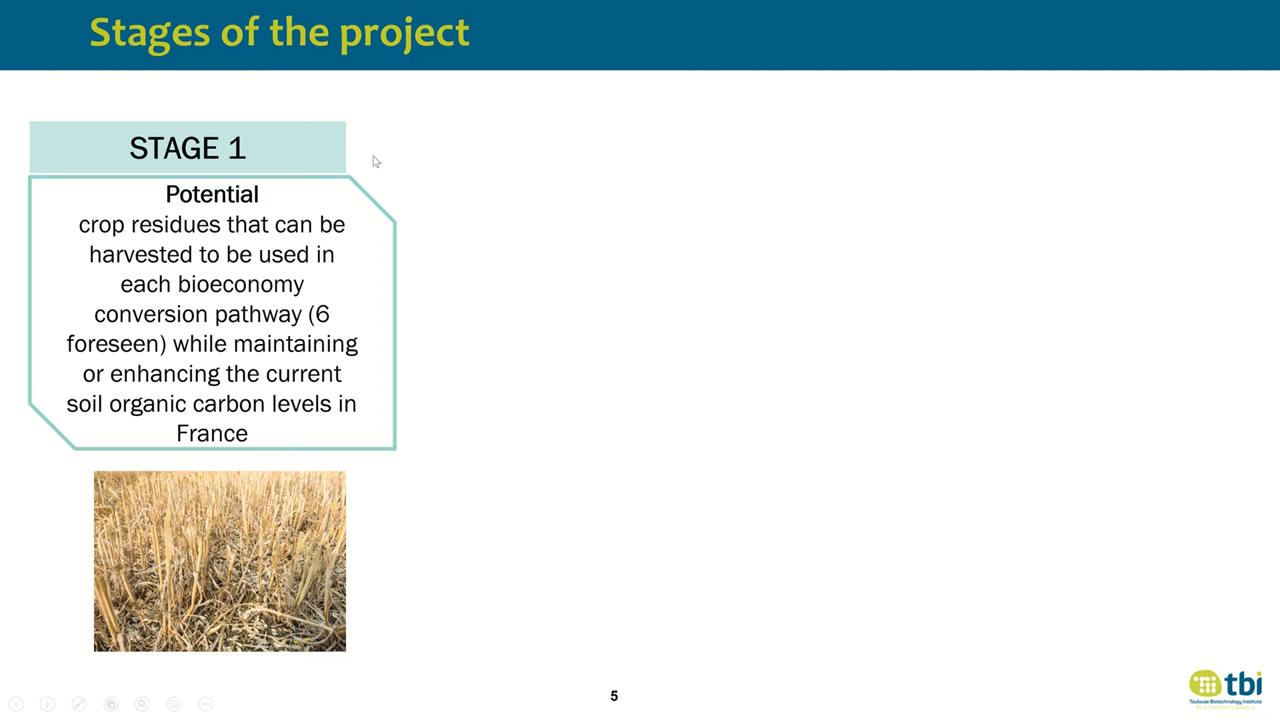 Stages of the project
STAGE 1
Potential
crop residues that can be
harvested to be used in
each bioeconomy
conversion pathway (6
foreseen) while maintaining
or enhancing the current
soil organic carbon levels in
France
5
tbi
Toulouse Biotechnology Institute